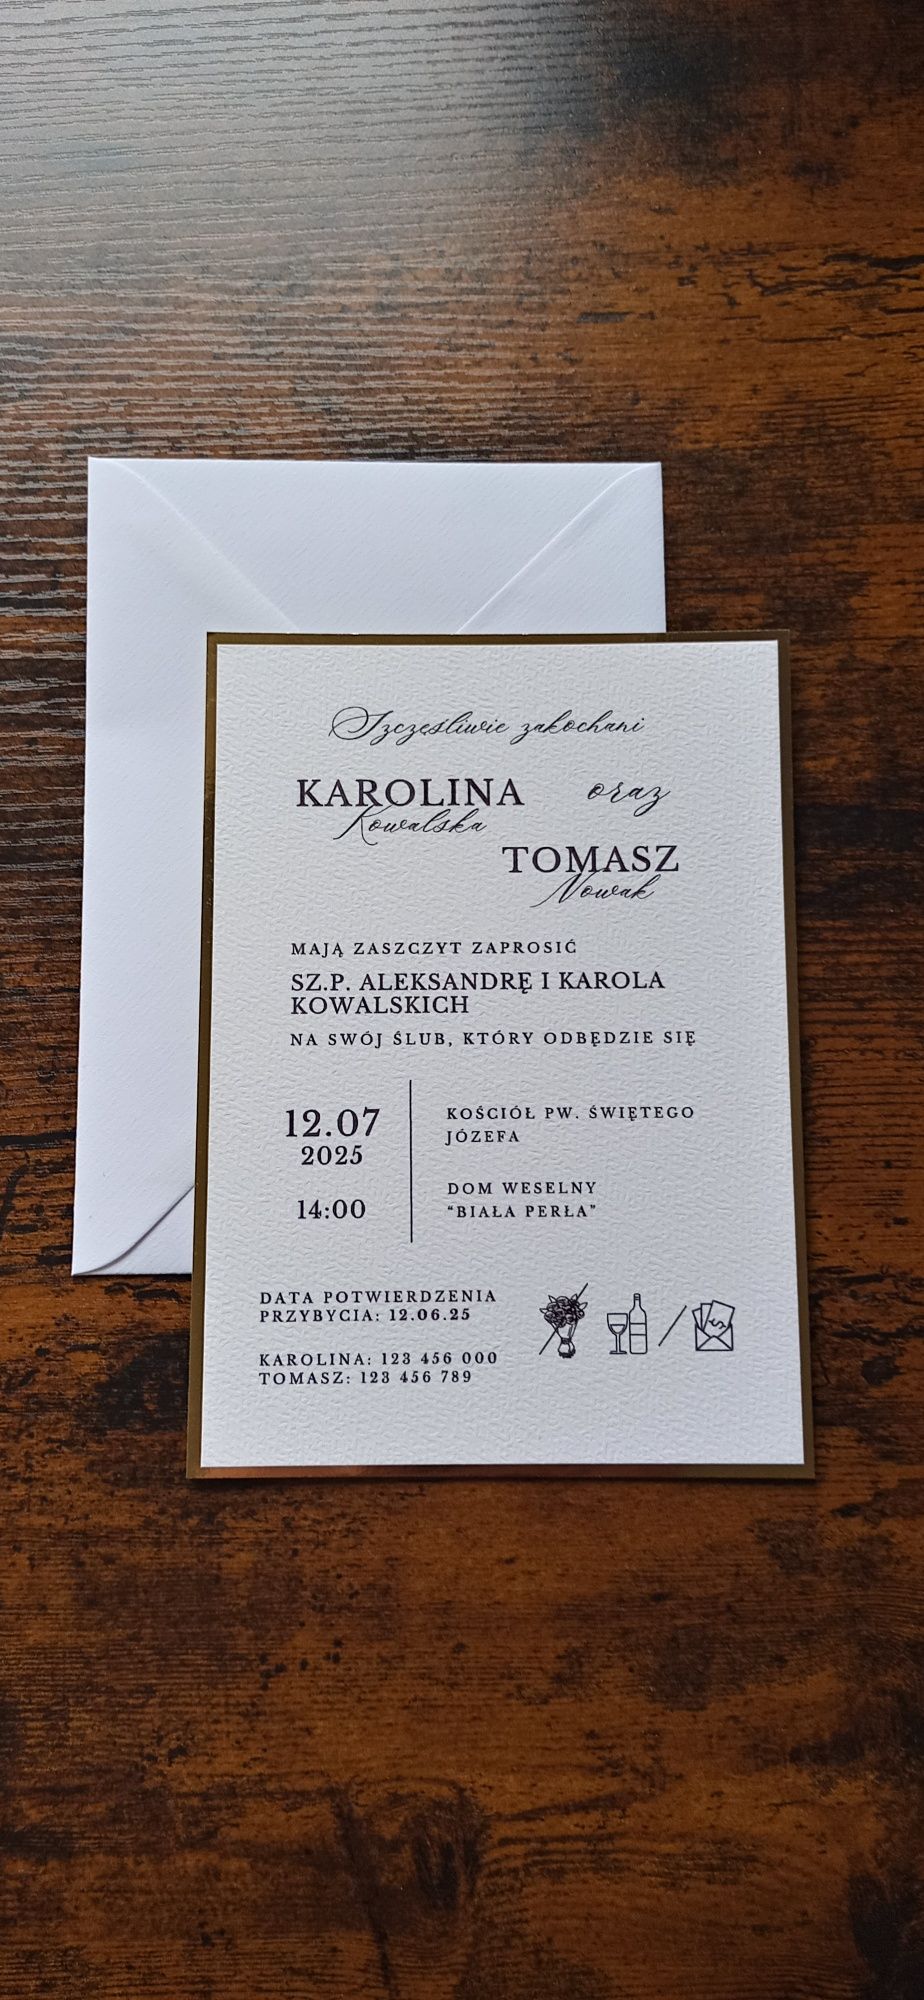 Szczęśliwie zakochani
KAROLINA oraz
Kowalska
TOMASZ
Nowak
MAJĄ ZASZCZYT ZAPROSIĆ
SZ.P. ALEKSANDRĘ I KAROLA
KOWALSKICH
NA SWÓJ ŚLUB, KTÓRY ODBĘDZIE SIĘ
12.07
2025
14:00
KOŚCIÓŁ PW. ŚWIĘTEGO
JÓZEFA
DOM WESELNY
“BIAŁA PERŁA”
DATA POTWIERDZENIA
PRZYBYCIA: 12.06.25
KAROLINA: 123 456 000
TOMASZ: 123 456 789